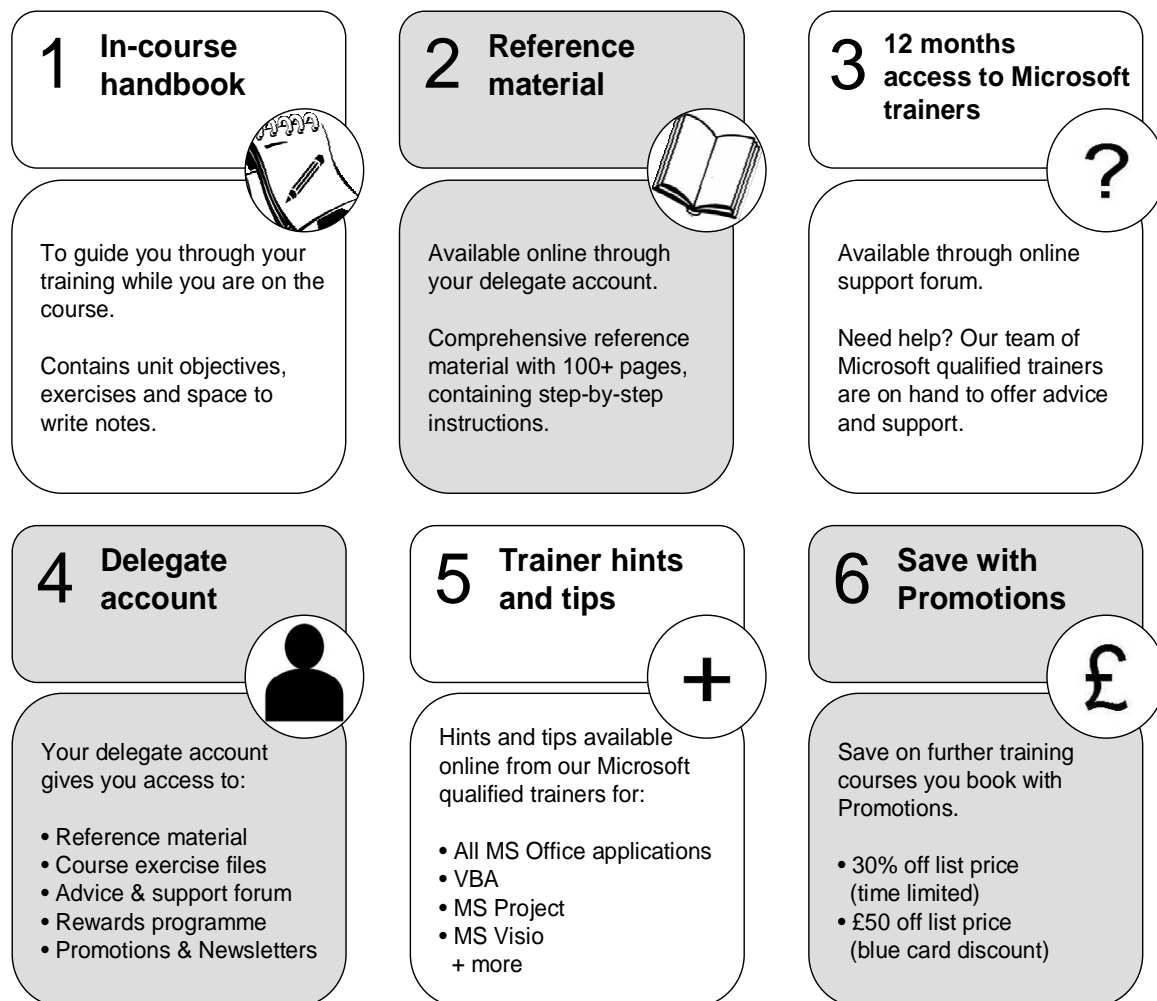 1
In-course
handbook
To guide you through your
training while you are on the
course.
Contains unit objectives,
exercises and space to
write notes.
2
Reference
material
Available online through
your delegate account.
Comprehensive reference
material with 100+ pages,
containing step-by-step
instructions.
3
12 months
access to Microsoft
trainers
?
Available through online
support forum.
Need help? Our team of
Microsoft qualified trainers
are on hand to offer advice
and support.
4
Delegate
account
Your delegate account
gives you access to:
• Reference material
• Course exercise files
• Advice & support forum
• Rewards programme
• Promotions & Newsletters
5
Trainer hints
and tips
+
Hints and tips available
online from our Microsoft
qualified trainers for:
• All MS Office applications
• VBA
• MS Project
• MS Visio
+ more
6
Save with
Promotions
£
Save on further training
courses you book with
Promotions.
• 30% off list price
(time limited)
• £50 off list price
(blue card discount)